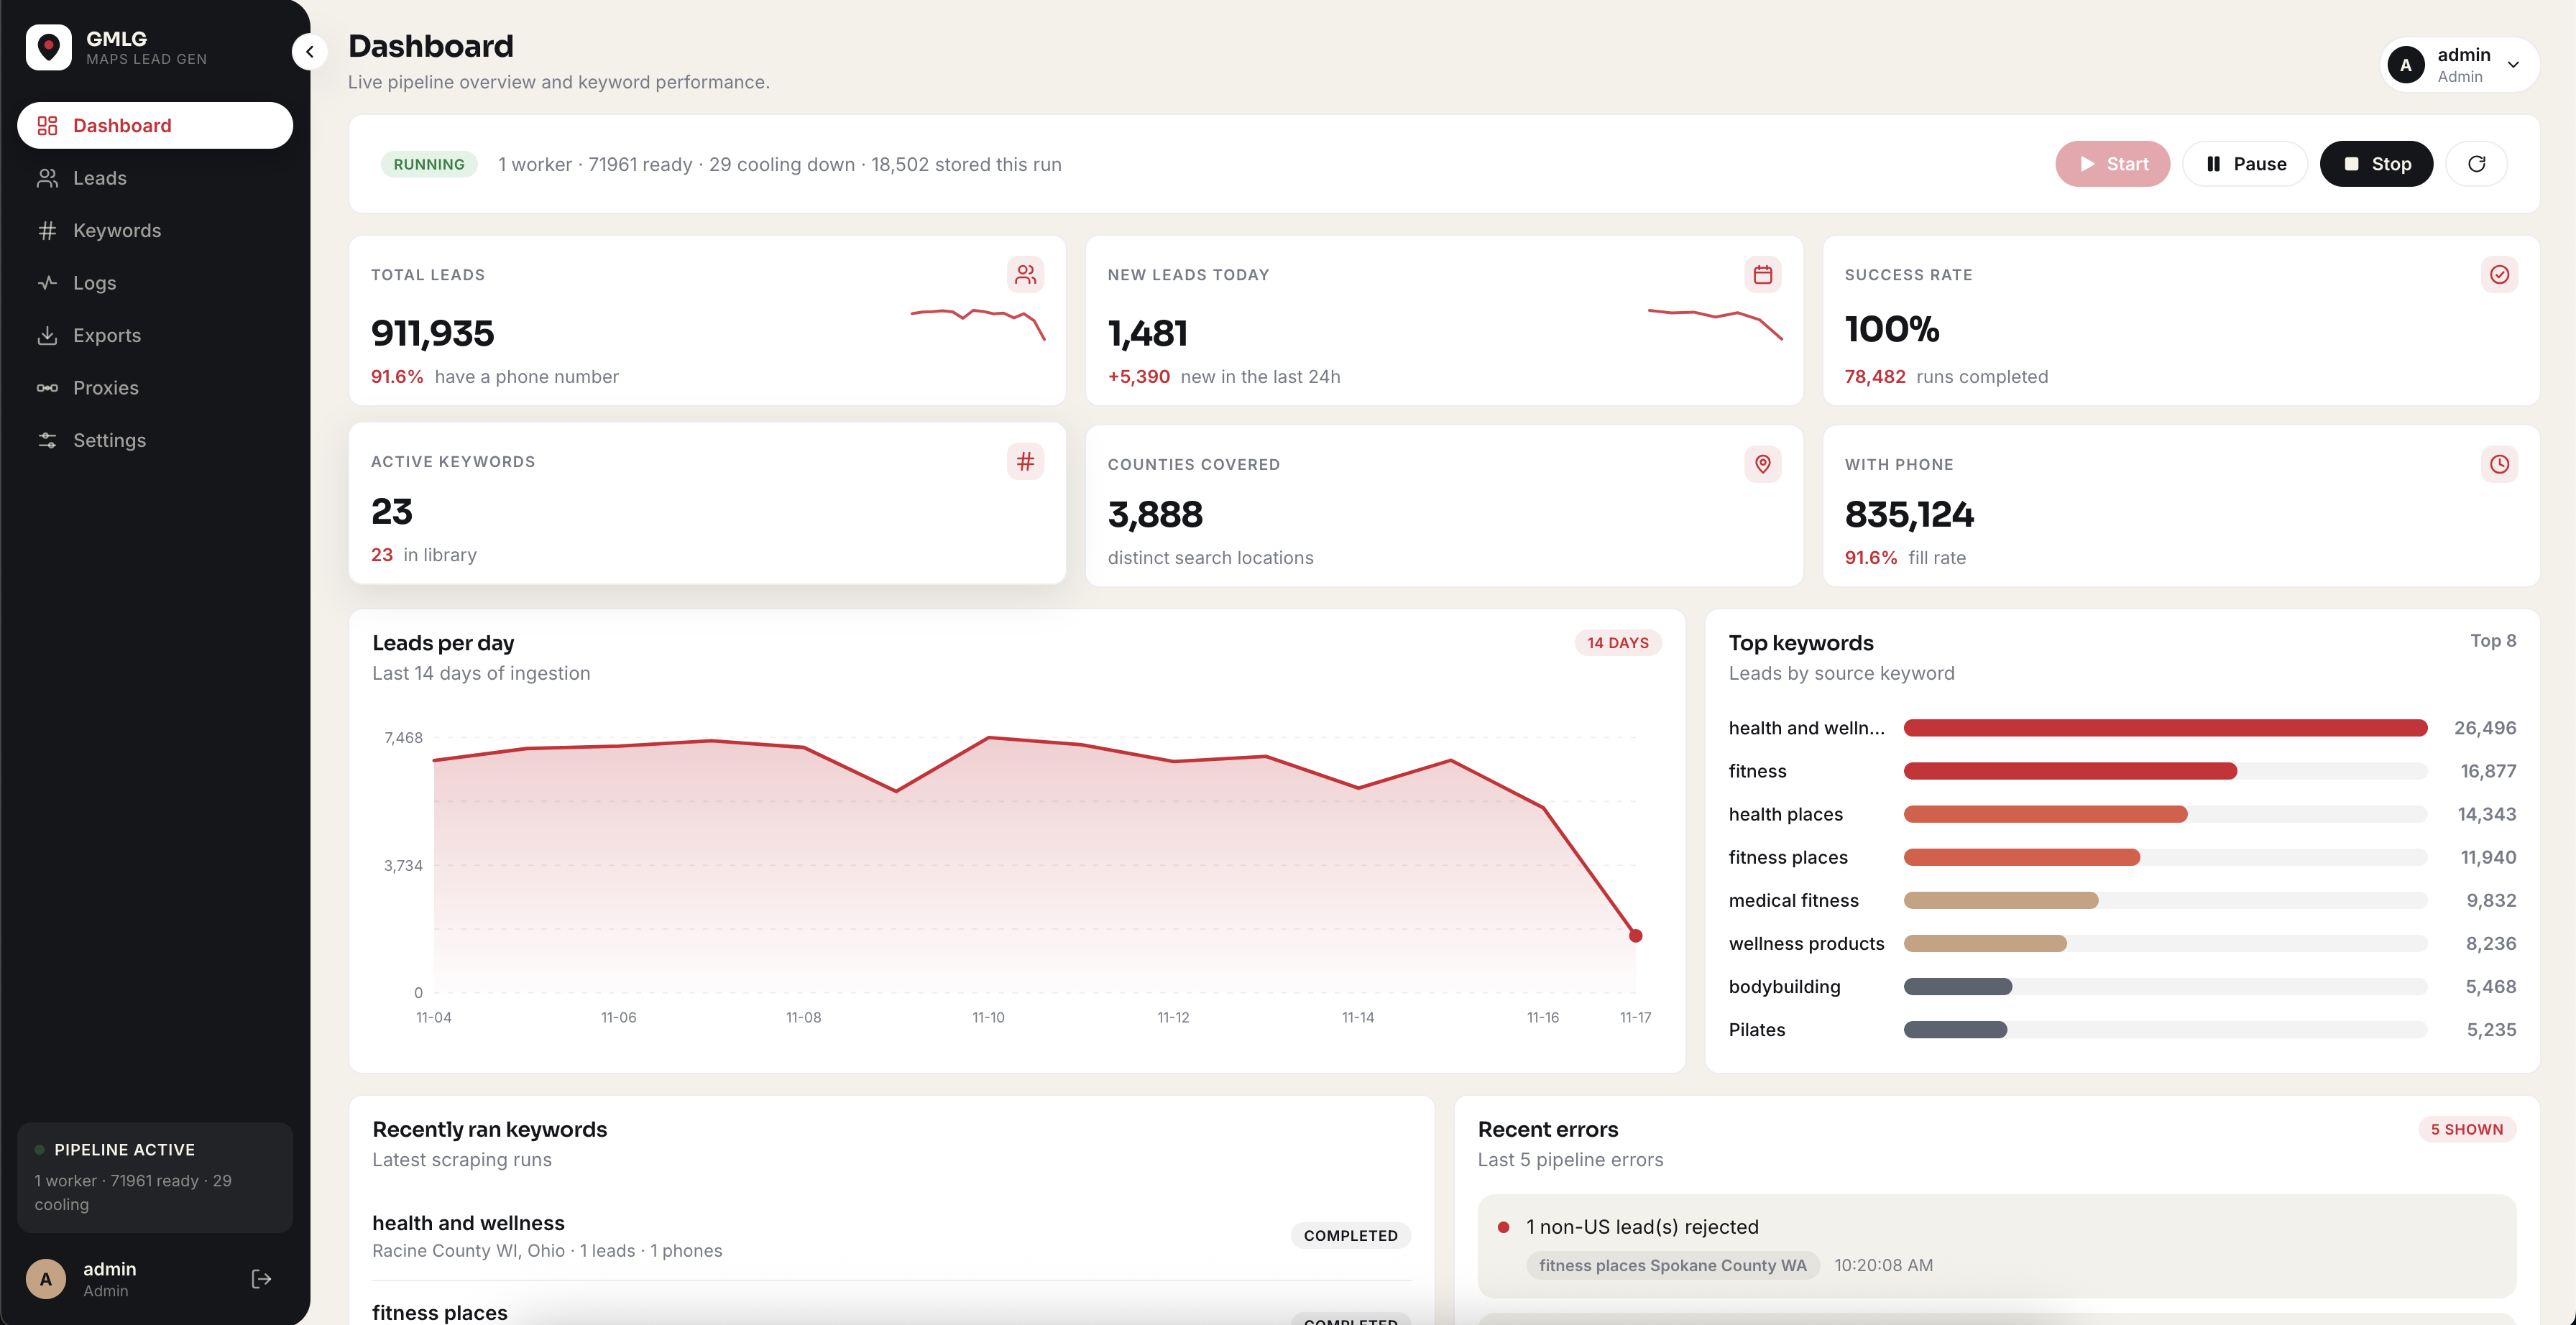 GMLG
MAPS LEAD GEN
Dashboard
Leads
Keywords
Logs
Exports
Proxies
Settings
PIPELINE ACTIVE
1 worker · 71961 ready · 29
cooling
A
admin
Admin
Dashboard
Live pipeline overview and keyword performance.
A
admin
Admin
RUNNING 1 worker · 71961 ready · 29 cooling down · 18,502 stored this run
Start Pause Stop
TOTAL LEADS
911,935
91.6% have a phone number
NEW LEADS TODAY
1,481
+5,390 new in the last 24h
SUCCESS RATE
100%
78,482 runs completed
ACTIVE KEYWORDS
23
23 in library
COUNTIES COVERED
3,888
distinct search locations
WITH PHONE
835,124
91.6% fill rate
Leads per day
14 DAYS
Last 14 days of ingestion
7,468
3,734
0
11-04 11-06 11-08 11-10 11-12 11-14 11-16 11-17
Top keywords
Top 8
Leads by source keyword
health and welln... 26,496
fitness 16,877
health places 14,343
fitness places 11,940
medical fitness 9,832
wellness products 8,236
bodybuilding 5,468
Pilates 5,235
Recently ran keywords
Latest scraping runs
health and wellness
Racine County WI, Ohio · 1 leads · 1 phones
COMPLETED
fitness places
COMPLETED
Recent errors
5 SHOWN
Last 5 pipeline errors
1 non-US lead(s) rejected
fitness places Spokane County WA 10:20:08 AM